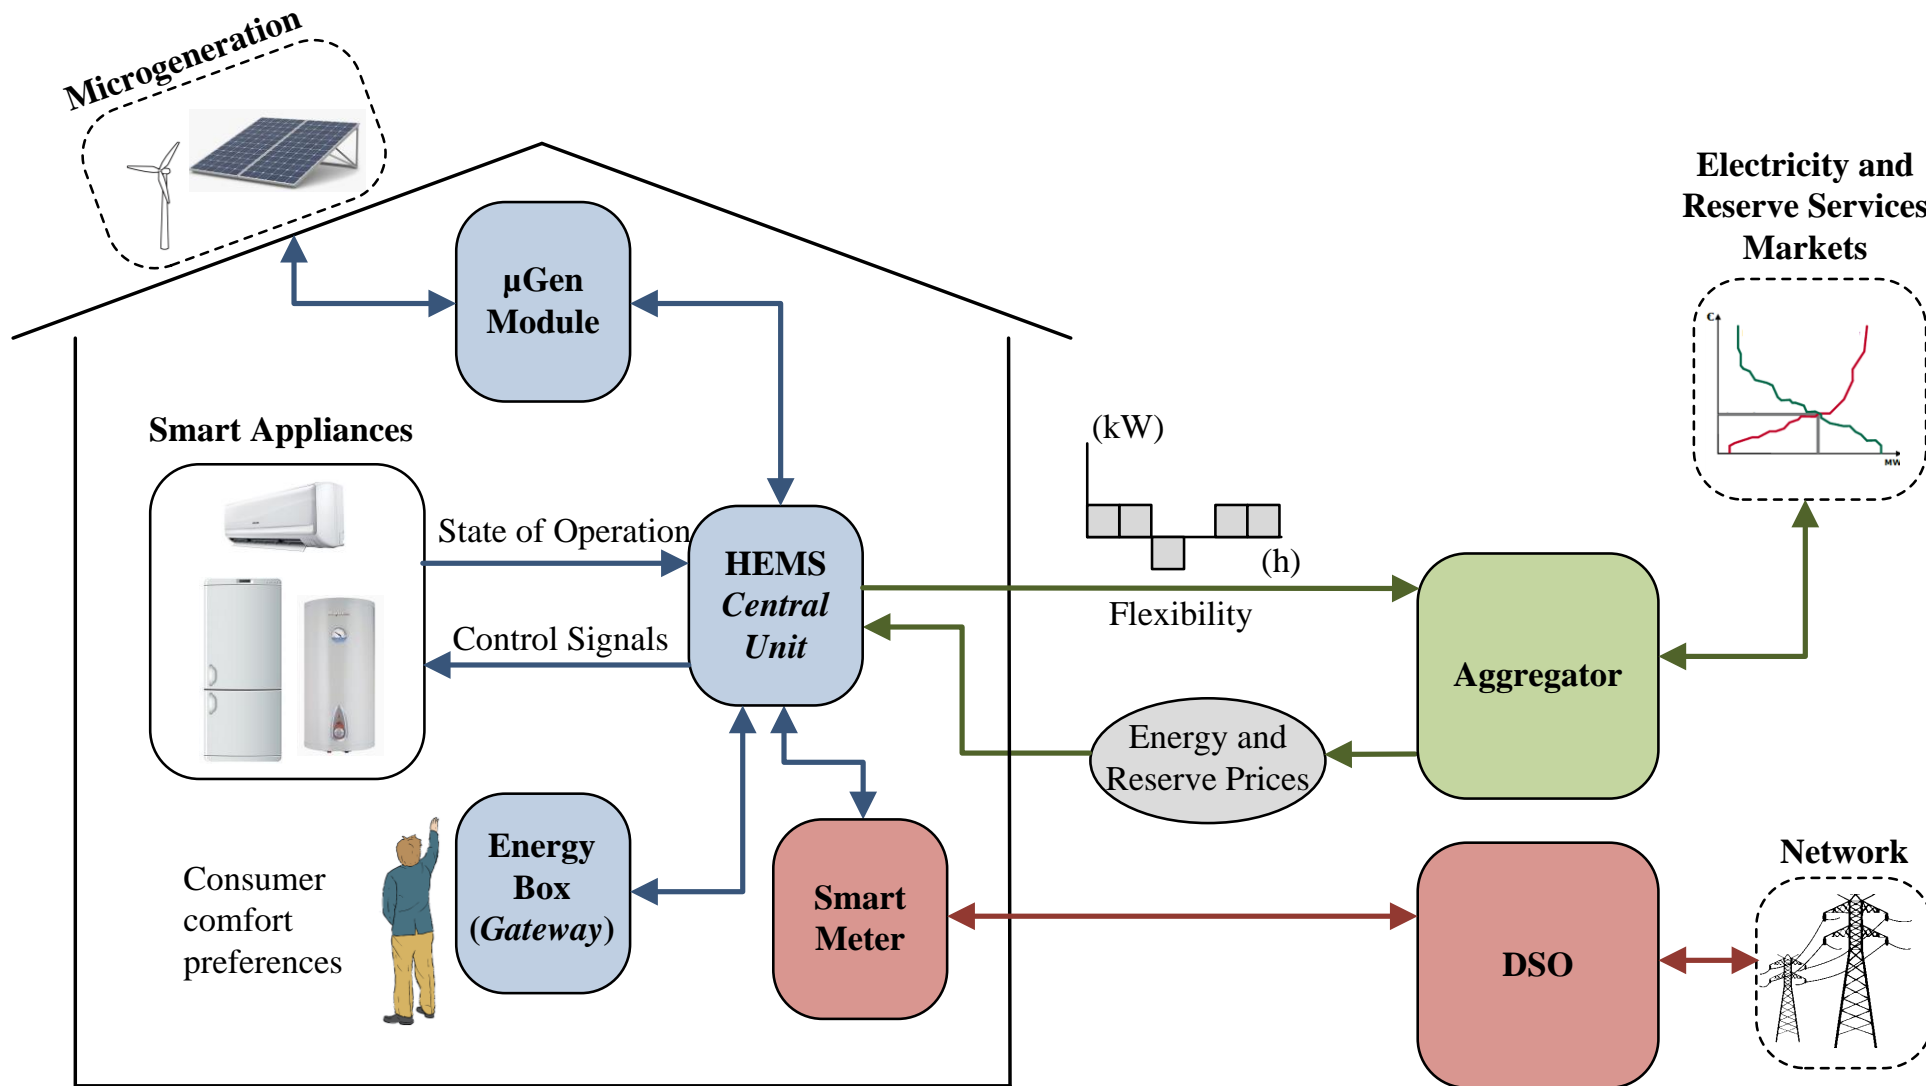 Microgeneration
Electricity and
Reserve Services
Markets
€
MW
µGen
Module
Smart Appliances
(kW)
(h)
State of Operation
HEMS
Central
Unit
Flexibility
Control Signals
Aggregator
Energy and
Reserve Prices
Energy
Box
(Gateway)
Consumer
comfort
preferences
Smart
Meter
DSO
Network